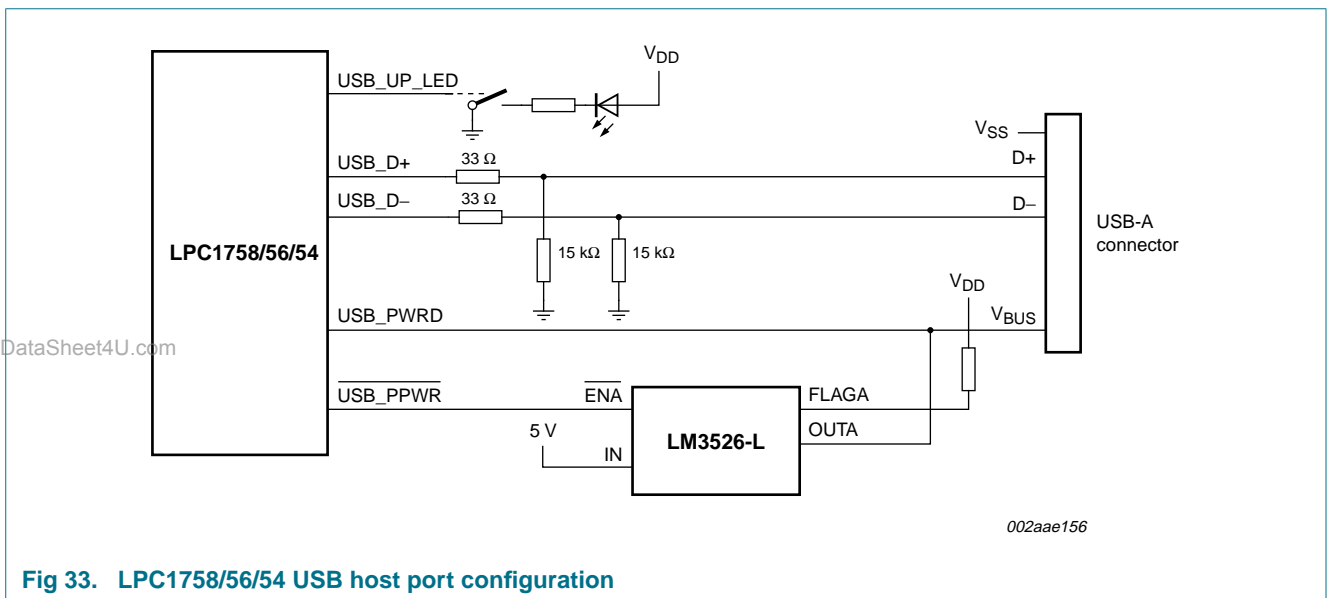 USB_UP_LED
VDD
VSS
USB_D+
33 Ω
D+
USB_D–
33 Ω
D–
LPC1758/56/54
15 kΩ
15 kΩ
USB-A
connector
VDD
USB_PWRD
VBUS
DataSheet4U.com
USB_PPWR
ENA
FLAGA
5 V
IN
LM3526-L
OUTA
002aae156
Fig 33. LPC1758/56/54 USB host port configuration